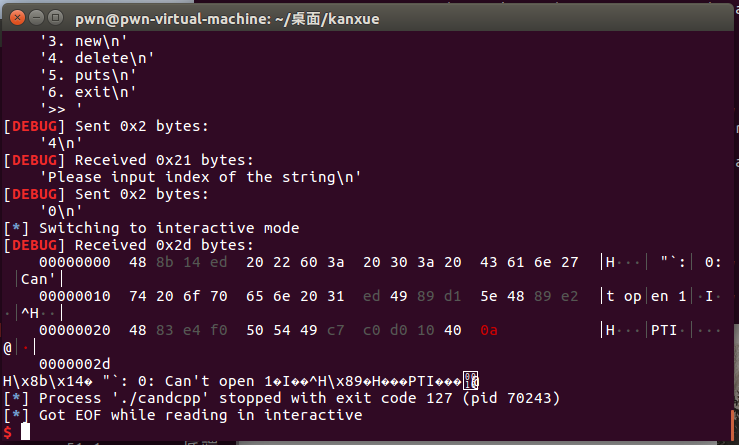 pwn@pwn-virtual-machine: ~/桌面/kanxue
'3. new\n'
'4. delete\n'
'5. puts\n'
'6. exit\n'
'>> '
[DEBUG] Sent 0x2 bytes:
'4\n'
[DEBUG] Received 0x21 bytes:
'Please input index of the string\n'
[DEBUG] Sent 0x2 bytes:
'0\n'
[*] Switching to interactive mode
[DEBUG] Received 0x2d bytes:
00000000  48 8b 14 ed  20 22 60 3a  20 30 3a 20  43 61 6e 27  │H···│ "`:│ 0: │Can'│
00000010  74 20 6f 70  65 6e 20 31  ed 49 89 d1  5e 48 89 e2  │t op│en 1│·I··│^H··│
00000020  48 83 e4 f0  50 54 49 c7  c0 d0 10 40  0a  │H···│PTI·│···@│·│
0000002d
H\x8b\x14� "`: 0: Can't open 1�I��^H\x89�H���PTI���\x10@
[*] Process './candcpp' stopped with exit code 127 (pid 70243)
[*] Got EOF while reading in interactive
$